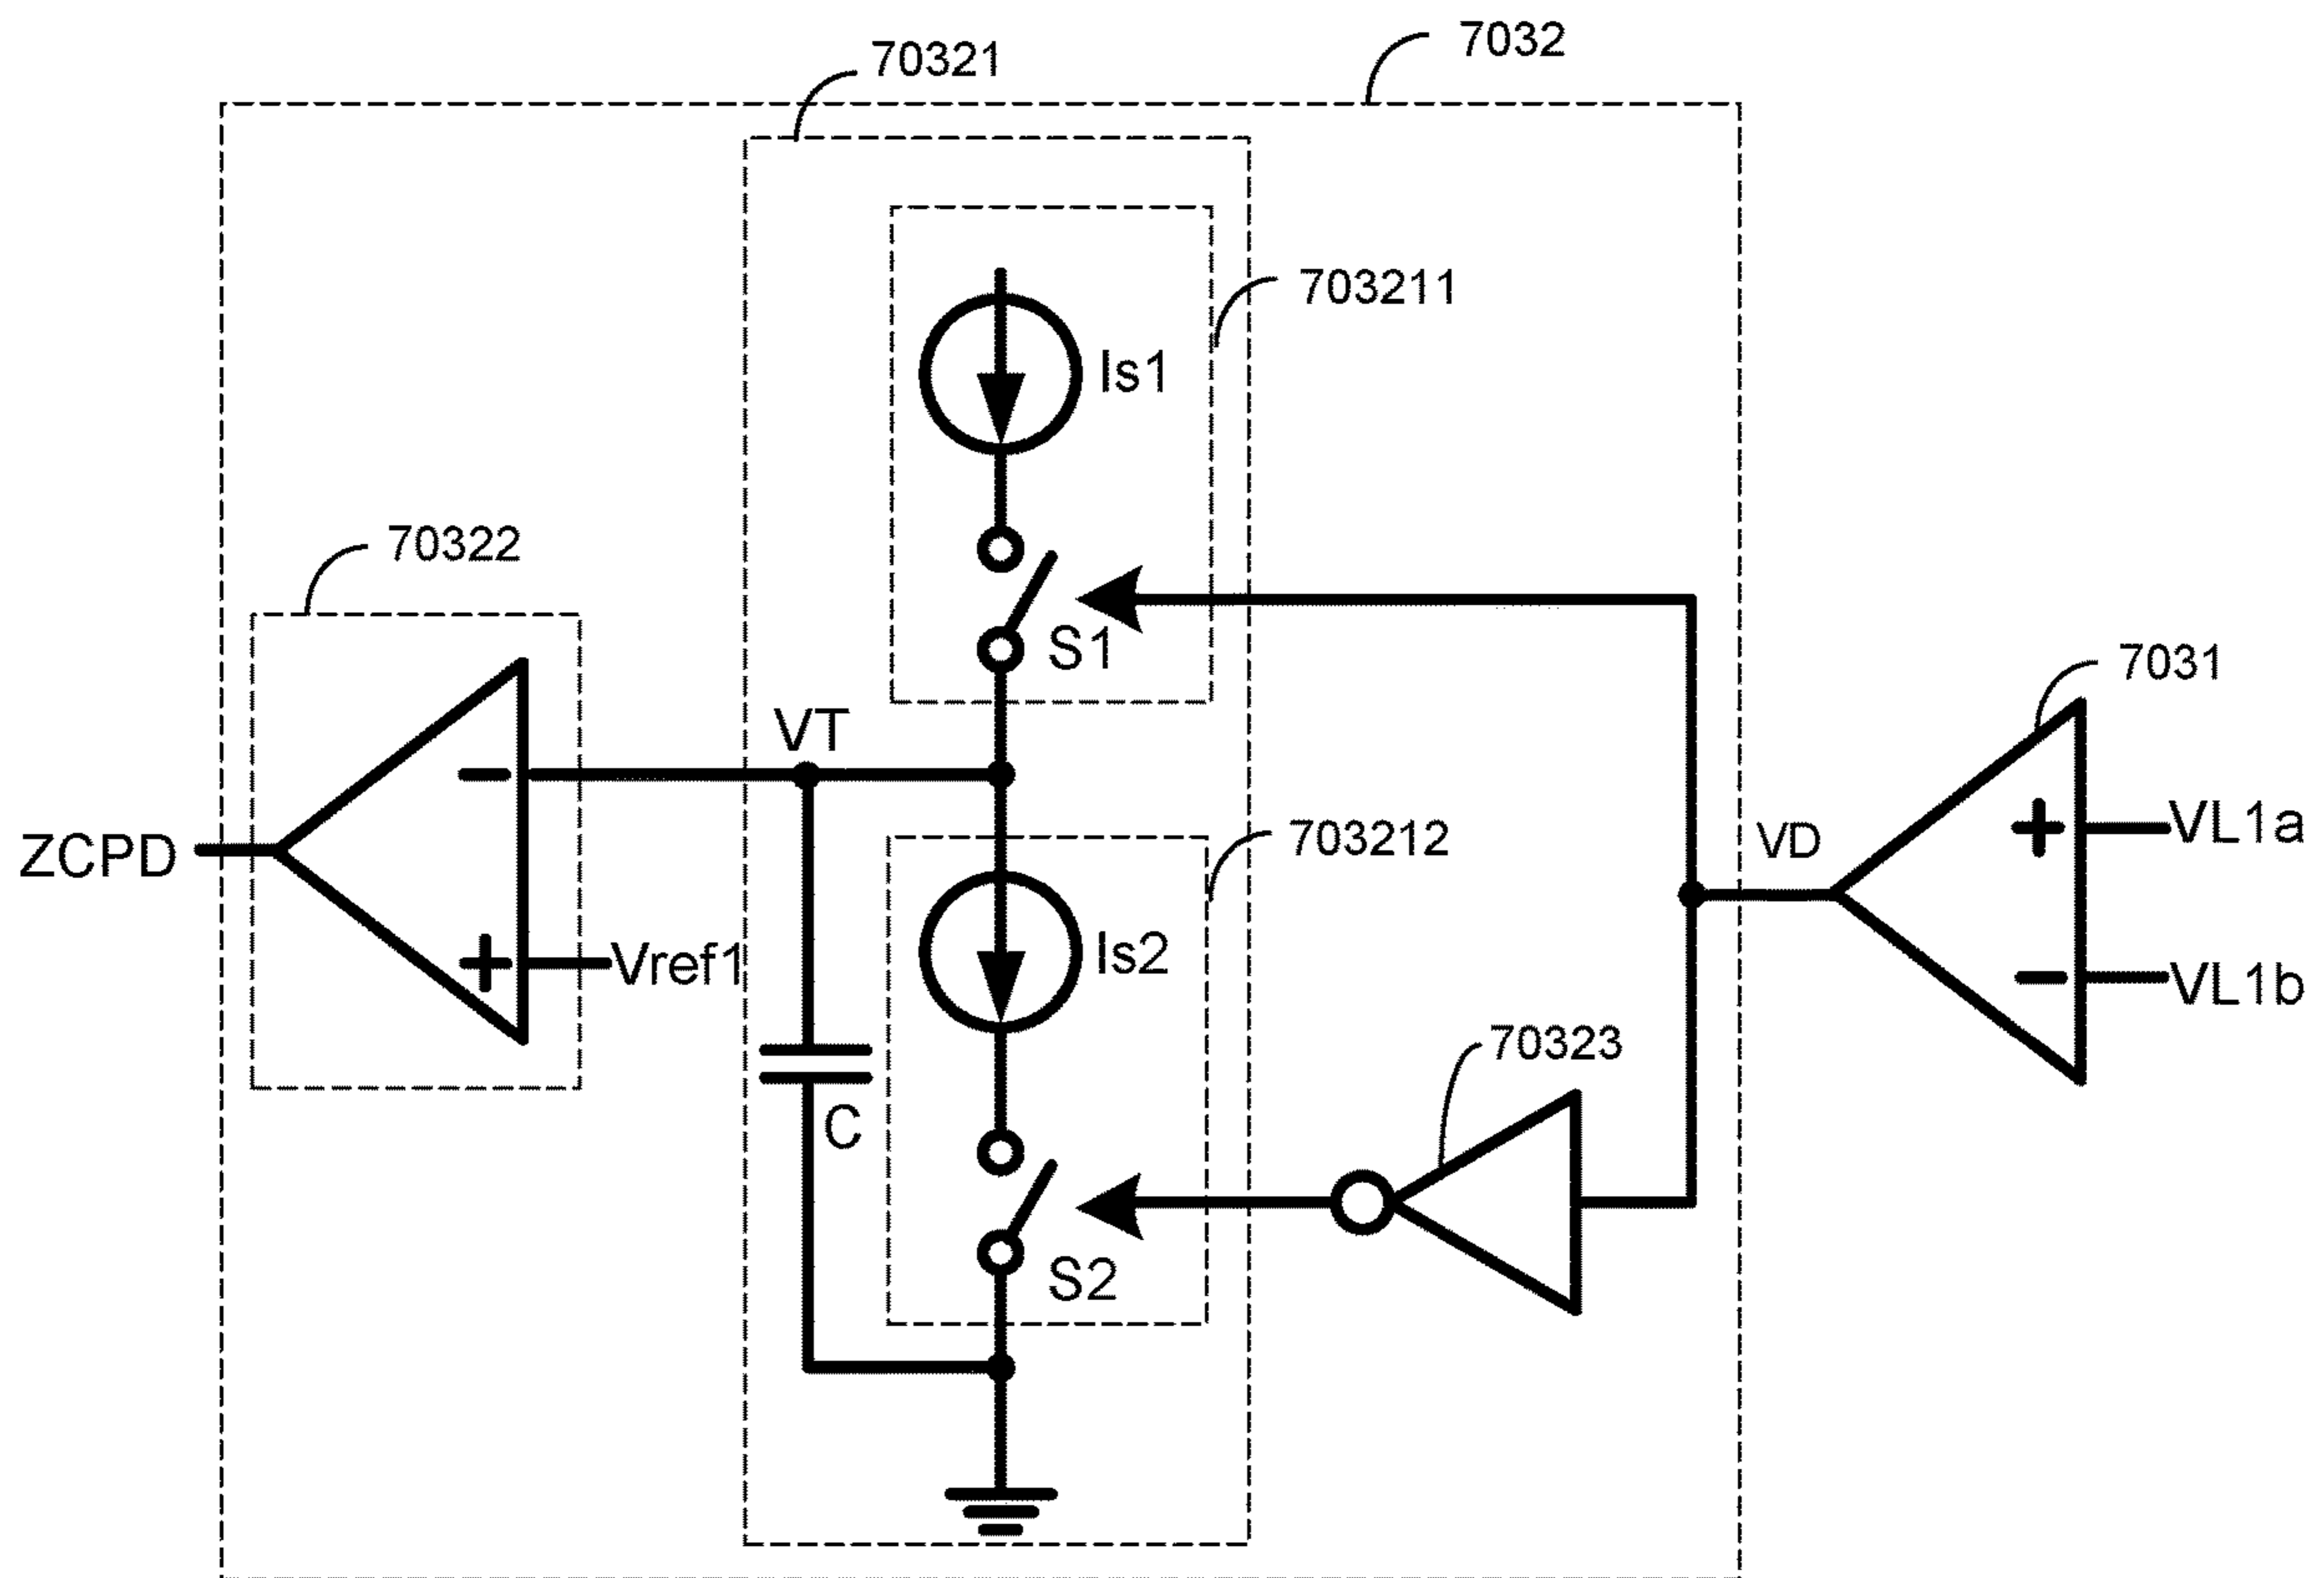 7032
70321
703211
Is1
70322
S1
7031
VT
703212
VL1a
ZCPD
VD
Is2
Vref1
VL1b
70323
C
S2